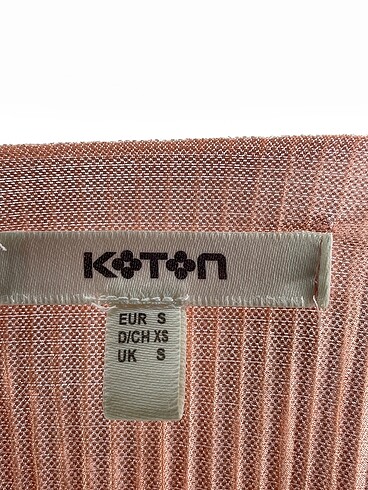 KOTON
EUR S
D/CH XS
UK S